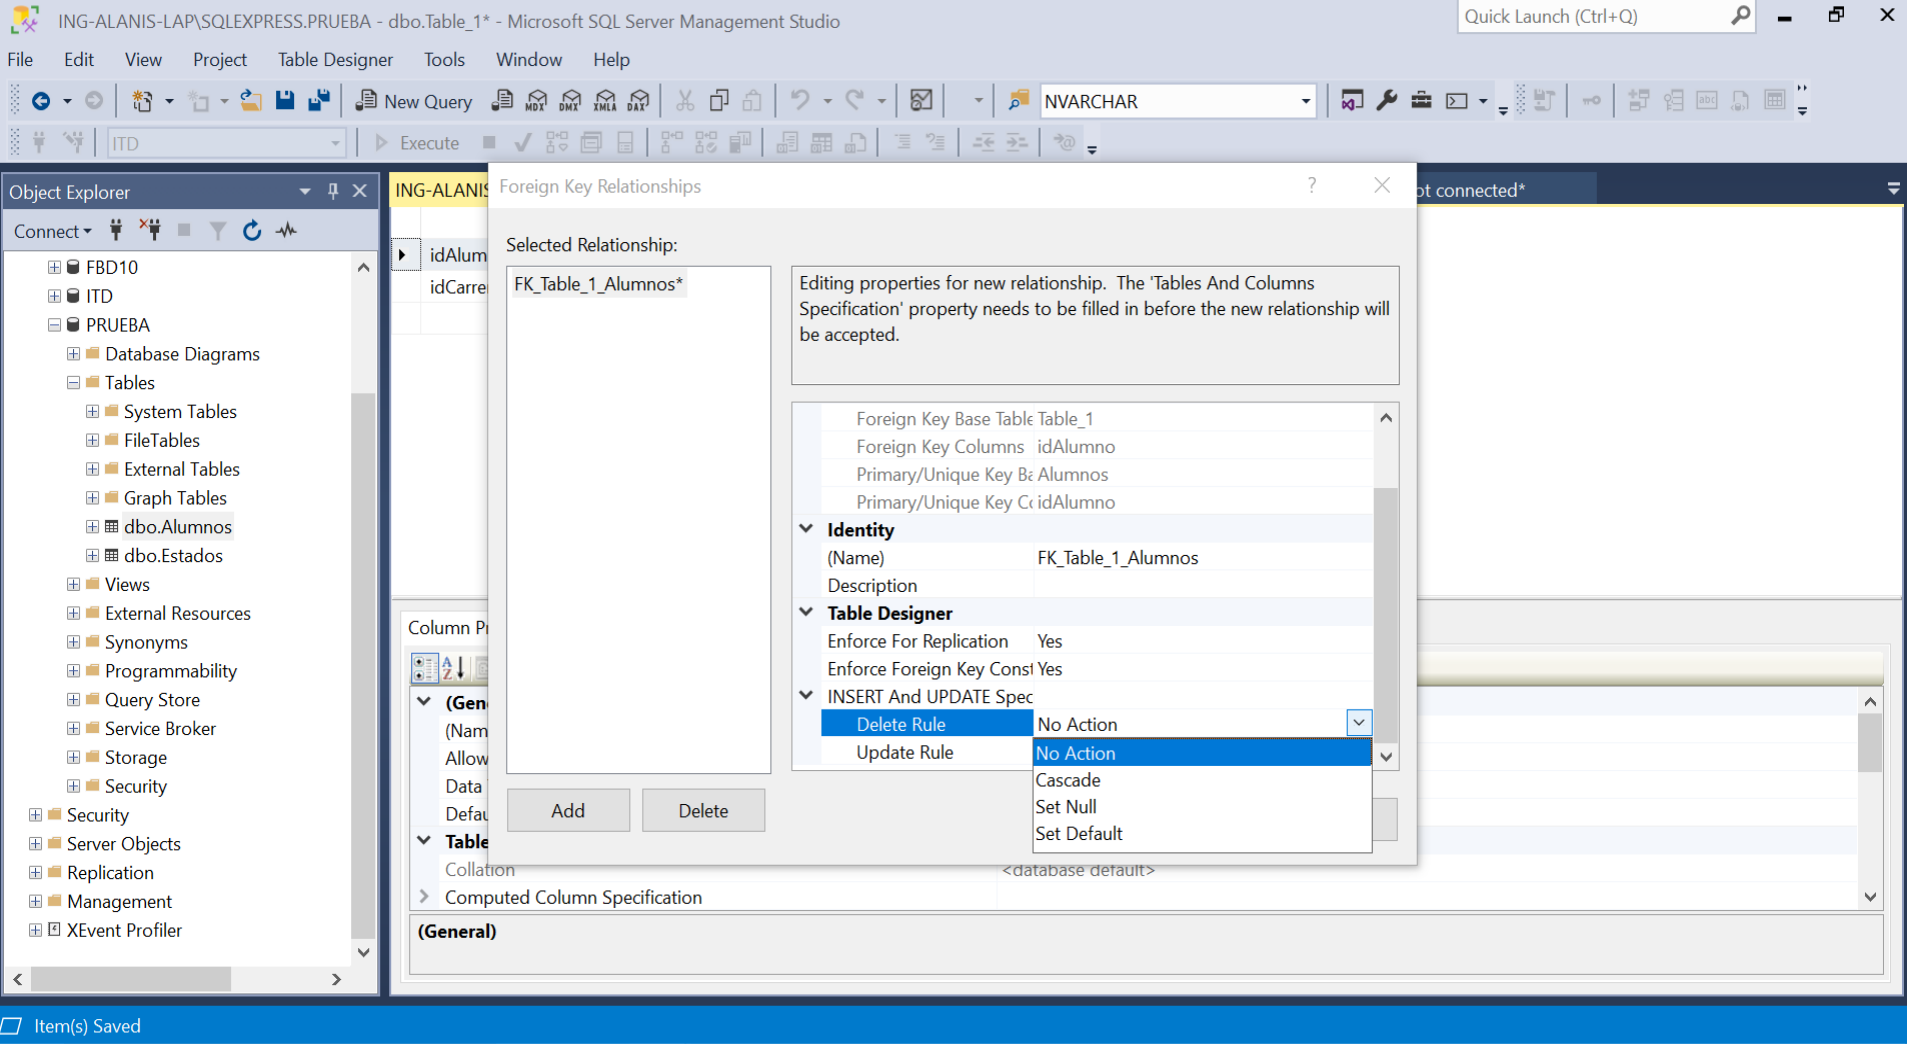 ING-ALANIS-LAP\SQLEXPRESS.PRUEBA - dbo.Table_1* - Microsoft SQL Server Management Studio
Quick Launch (Ctrl+Q)
File Edit View Project Table Designer Tools Window Help
New Query MDX DMX XMLA DAX NVARCHAR
ITD Execute
Object Explorer
Connect
FBD10
ITD
PRUEBA
Database Diagrams
Tables
System Tables
FileTables
External Tables
Graph Tables
dbo.Alumnos
dbo.Estados
Views
External Resources
Synonyms
Programmability
Query Store
Service Broker
Storage
Security
Security
Server Objects
Replication
Management
XEvent Profiler
ING-ALANIS
ot connected*
idAlum
idCarre
Foreign Key Relationships
Selected Relationship:
FK_Table_1_Alumnos*
Editing properties for new relationship. The 'Tables And Columns
Specification' property needs to be filled in before the new relationship will
be accepted.
Foreign Key Base Table Table_1
Foreign Key Columns idAlumno
Primary/Unique Key Ba Alumnos
Primary/Unique Key Co idAlumno
Identity
(Name) FK_Table_1_Alumnos
Description
Table Designer
Enforce For Replication Yes
Enforce Foreign Key Const Yes
INSERT And UPDATE Spec
Delete Rule No Action
Update Rule
No Action
Cascade
Set Null
Set Default
Add Delete
Column Pr
(Gen
(Nam
Allow
Data
Defau
Table
Collation <database default>
Computed Column Specification
(General)
Item(s) Saved